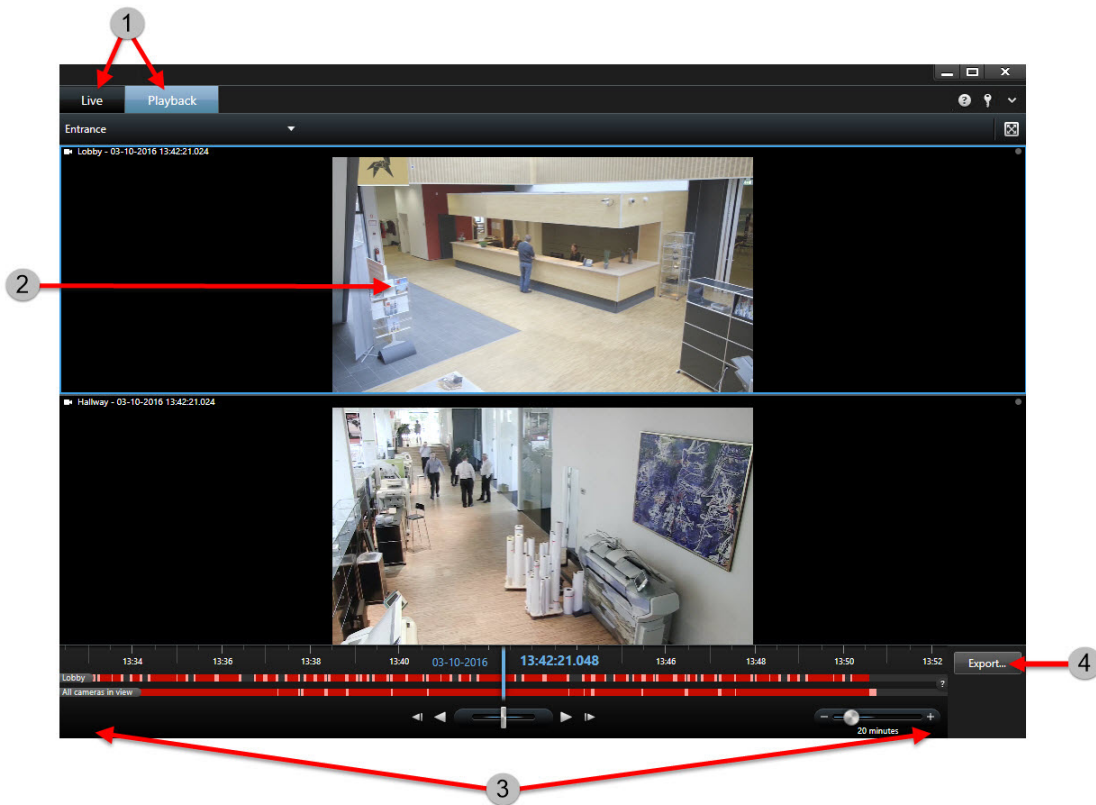 1
Live Playback
Entrance
Lobby - 03-10-2016 13:42:21.024
2
Hallway - 03-10-2016 13:42:21.024
13:34 13:36 13:38 13:40 03-10-2016 13:42:21.048 13:46 13:48 13:50 13:52 Export...
4
Lobby
?
All cameras in view
- +
20 minutes
3